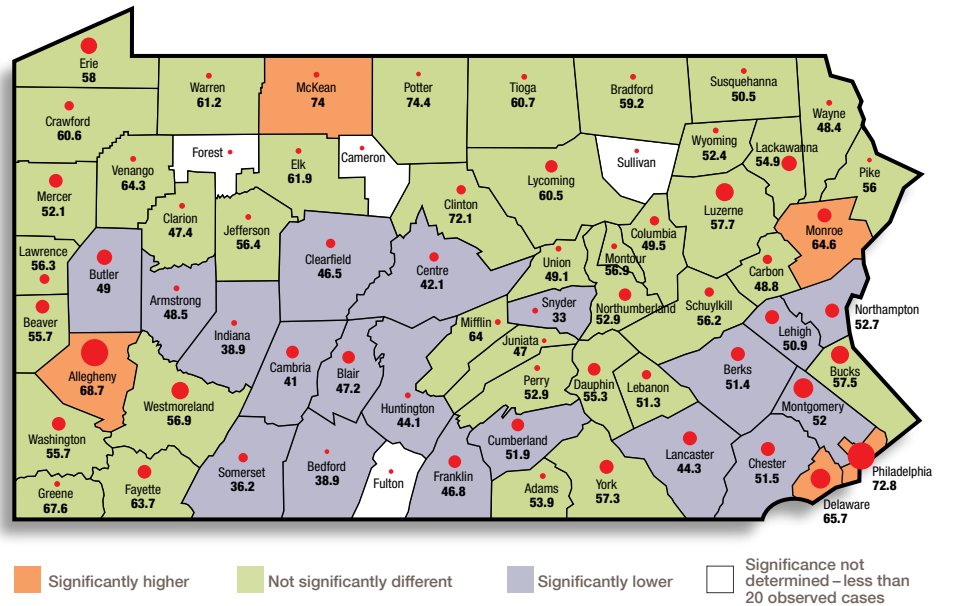 Erie
58
Warren
61.2
McKean
74
Potter
74.4
Tioga
60.7
Bradford
59.2
Susquehanna
50.5
Wayne
48.4
Crawford
60.6
Forest
Cameron
Elk
61.9
Venango
64.3
Sullivan
Wyoming
52.4
Lackawanna
54.9
Pike
56
Mercer
52.1
Clarion
47.4
Jefferson
56.4
Clinton
72.1
Lycoming
60.5
Luzerne
57.7
Columbia
49.5
Monroe
64.6
Lawrence
56.3
Butler
49
Clearfield
46.5
Centre
42.1
Union
49.1
Montour
56.9
Carbon
48.8
Armstrong
48.5
Snyder
33
Northumberland
52.9
Schuylkill
56.2
Northampton
52.7
Beaver
55.7
Indiana
38.9
Mifflin
64
Juniata
47
Lehigh
50.9
Allegheny
68.7
Cambria
41
Blair
47.2
Perry
52.9
Dauphin
55.3
Lebanon
51.3
Berks
51.4
Bucks
57.5
Westmoreland
56.9
Huntington
44.1
Montgomery
52
Washington
55.7
Cumberland
51.9
Somerset
36.2
Bedford
38.9
Fulton
Franklin
46.8
Lancaster
44.3
Chester
51.5
Philadelphia
72.8
Greene
67.6
Fayette
63.7
Adams
53.9
York
57.3
Delaware
65.7
Significantly higher
Not significantly different
Significantly lower
Significance not
determined – less than
20 observed cases